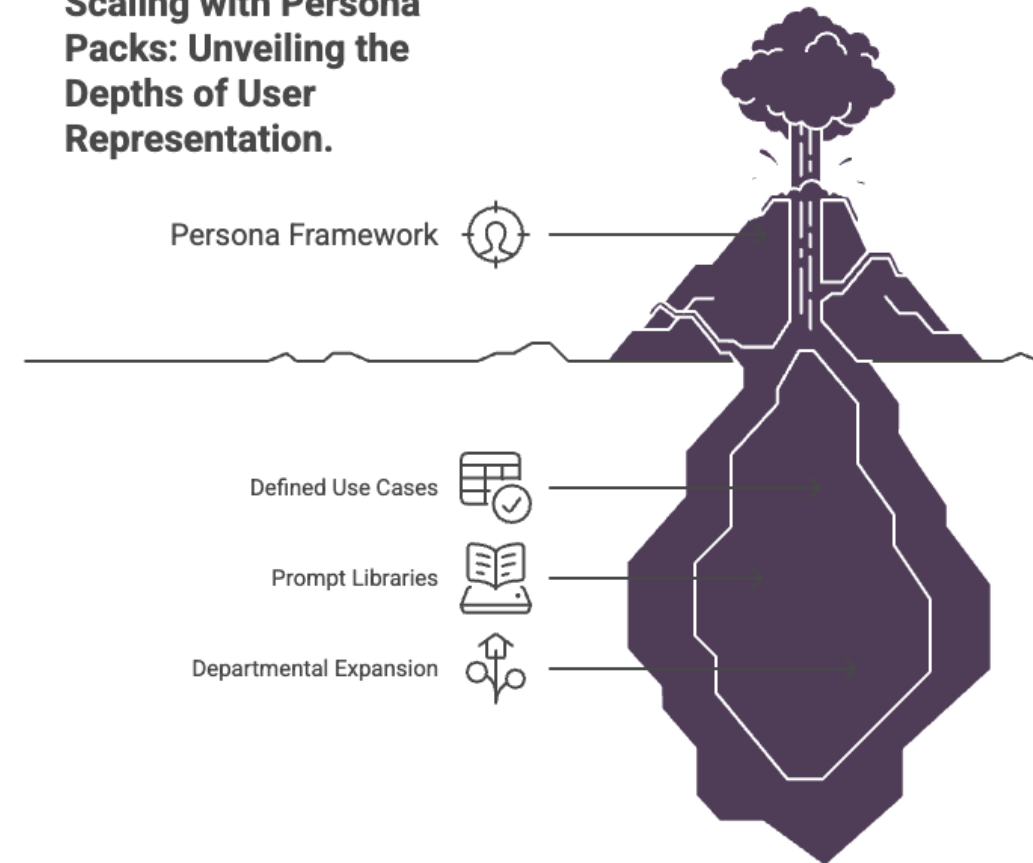 Scaling with Persona
Packs: Unveiling the
Depths of User
Representation.
Persona Framework
Defined Use Cases
Prompt Libraries
Departmental Expansion